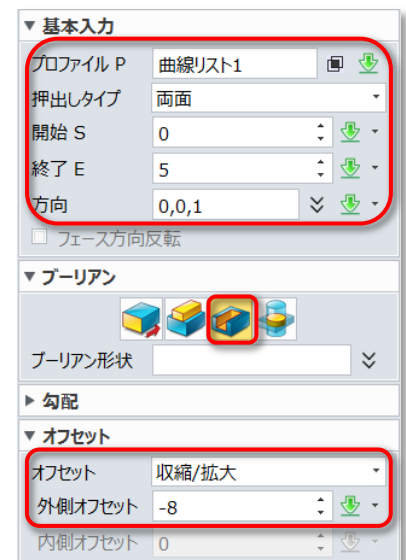 ▼ 基本入力
プロファイル P 曲線リスト1
押出しタイプ 両面
開始 S 0
終了 E 5
方向 0,0,1
フェース方向反転
▼ ブーリアン
ブーリアン形状
▶ 勾配
▼ オフセット
オフセット 収縮/拡大
外側オフセット -8
内側オフセット 0